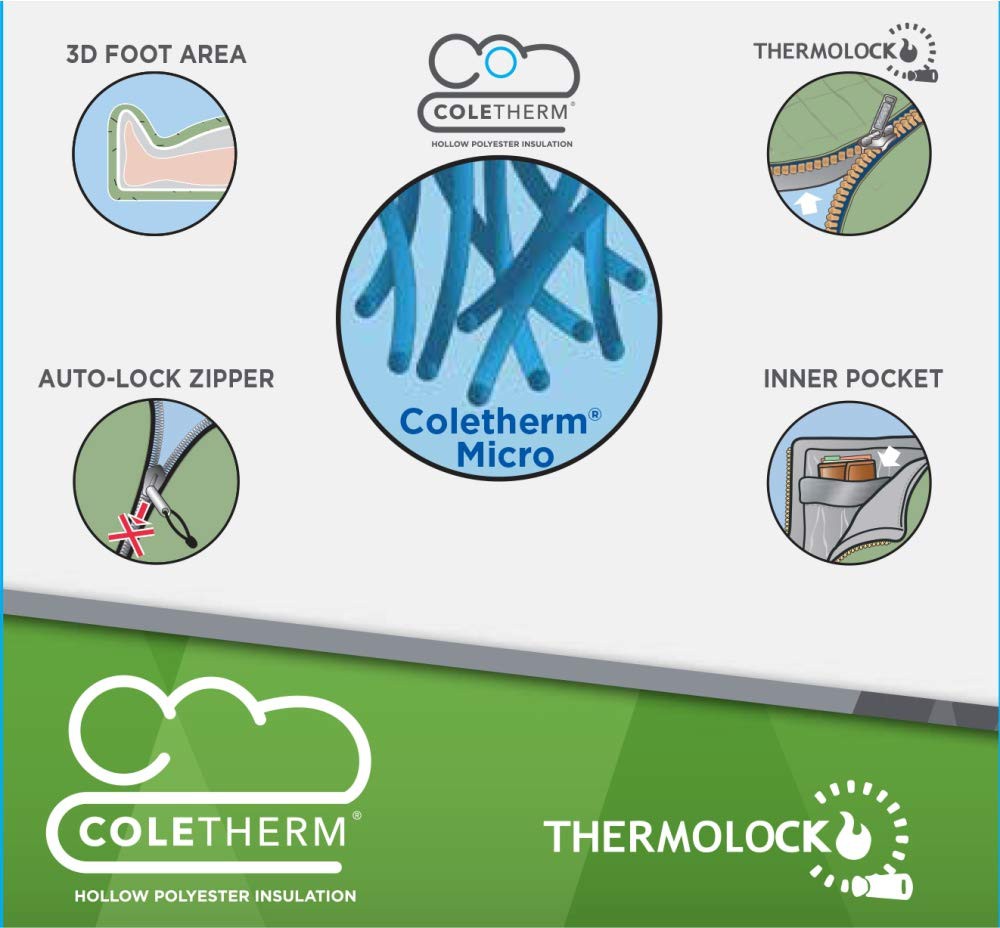 3D FOOT AREA
COLETHERM®
HOLLOW POLYESTER INSULATION
THERMOLOCK
Coletherm®
Micro
AUTO-LOCK ZIPPER
INNER POCKET
COLETHERM®
HOLLOW POLYESTER INSULATION
THERMOLOCK